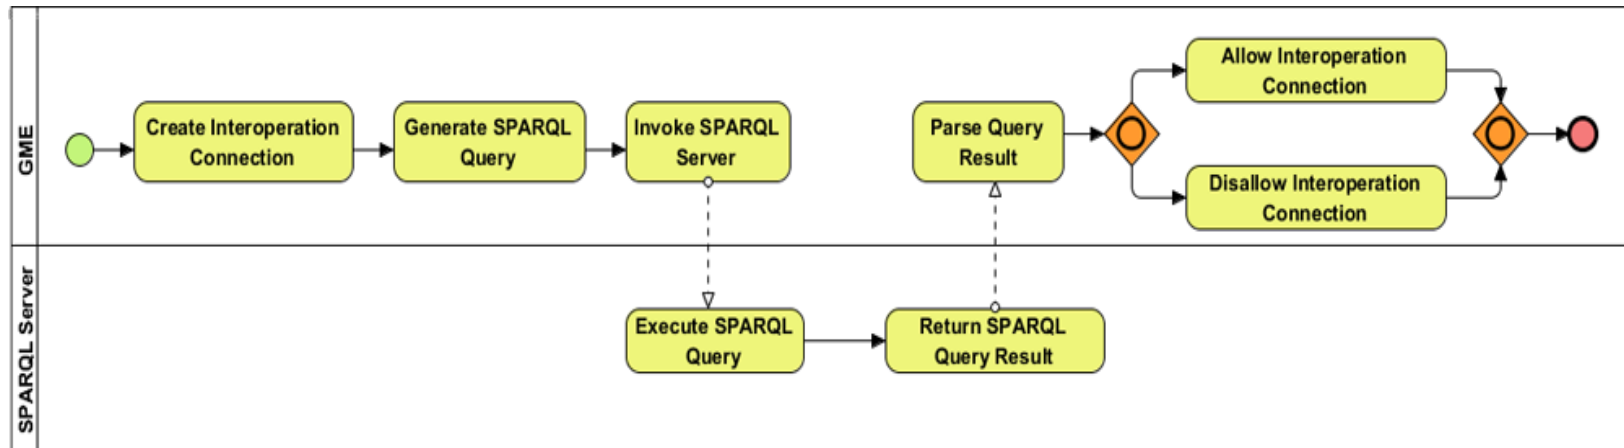 GME
Create Interoperation
Connection
Generate SPARQL
Query
Invoke SPARQL
Server
Parse Query
Result
Allow Interoperation
Connection
Disallow Interoperation
Connection
SPARQL Server
Execute SPARQL
Query
Return SPARQL
Query Result